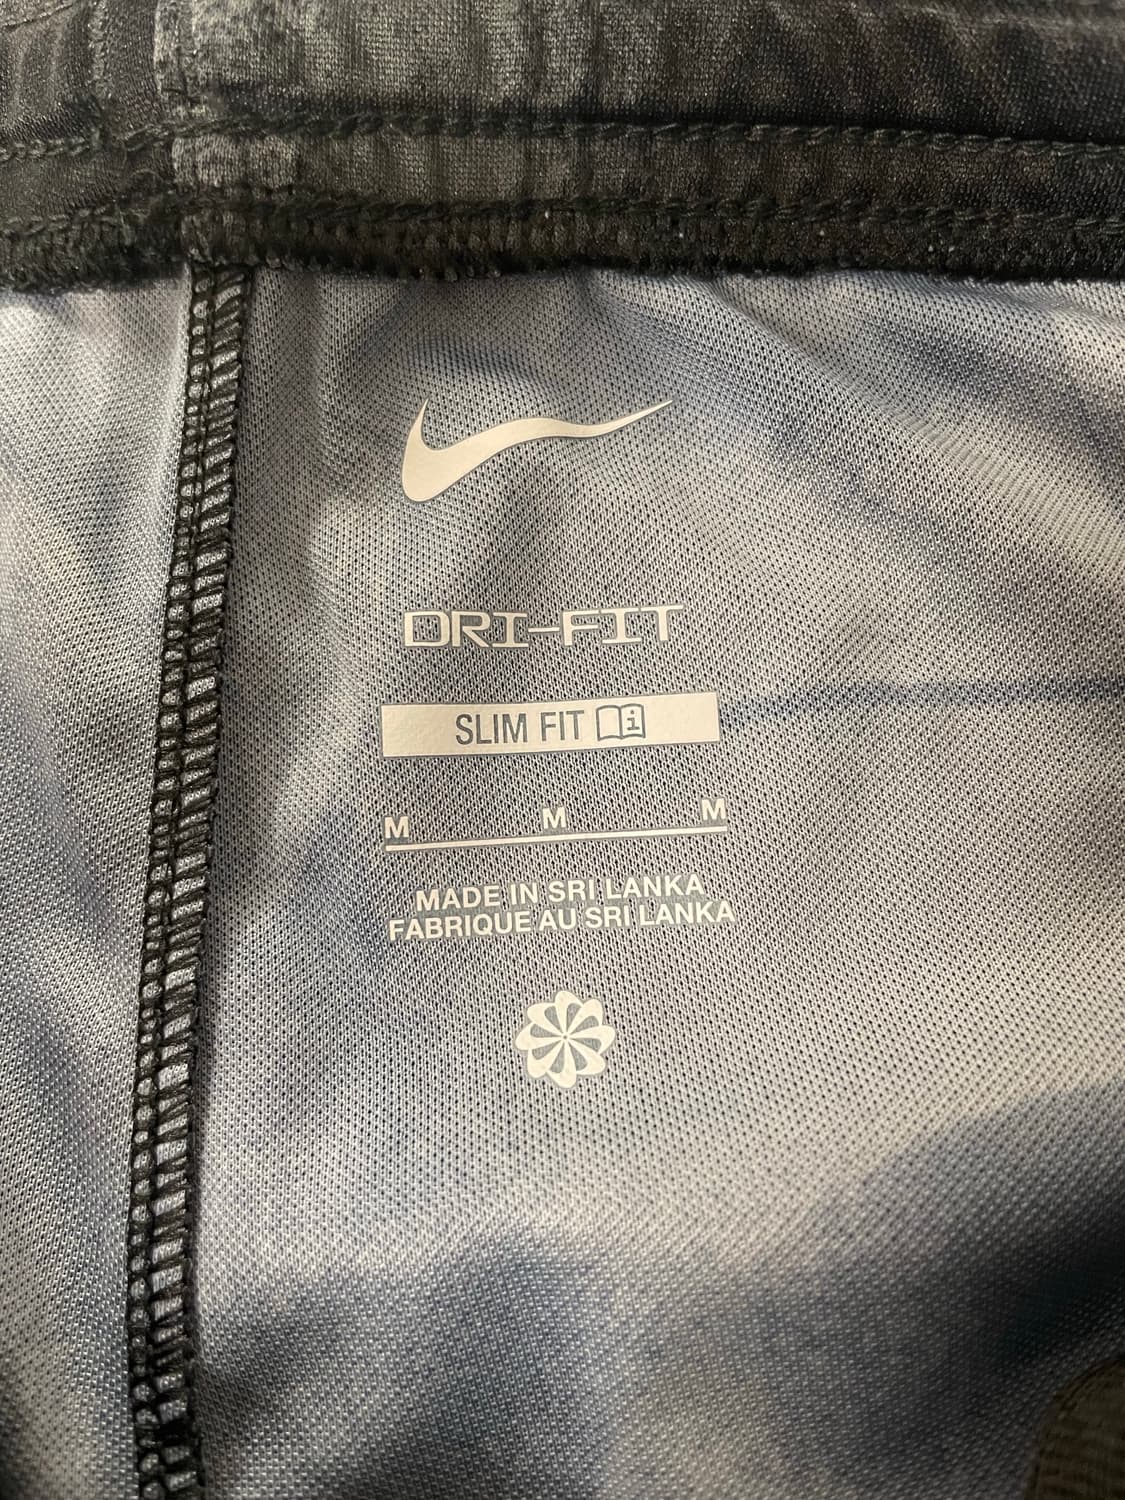 DRI-FIT
SLIM FIT i
M M M
MADE IN SRI LANKA
FABRIQUE AU SRI LANKA